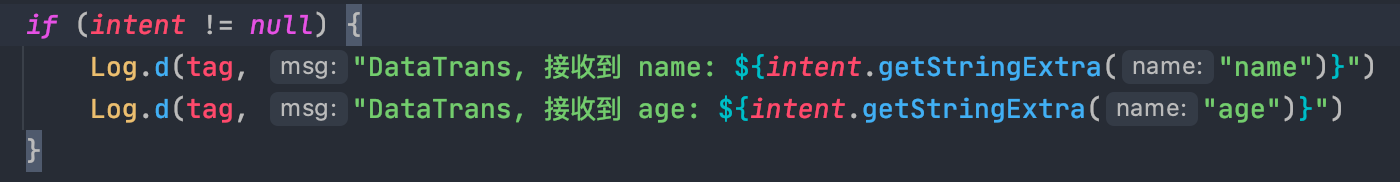 if (intent != null) {
    Log.d(tag, msg: "DataTrans, 接收到 name: ${intent.getStringExtra( name: "name")}")
    Log.d(tag, msg: "DataTrans, 接收到 age: ${intent.getStringExtra( name: "age")}")
}